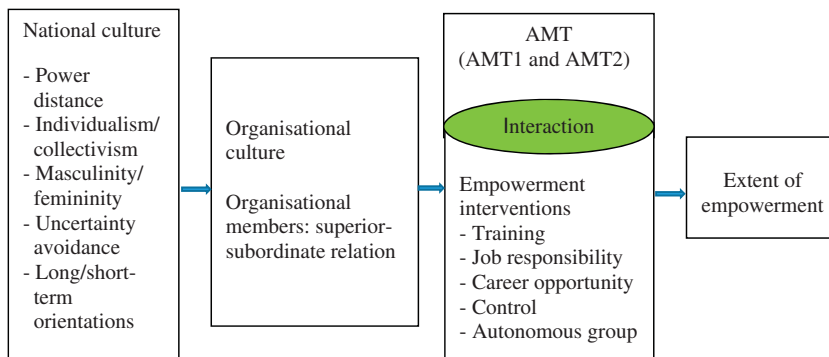 National culture
- Power
distance
- Individualism/
collectivism
- Masculinity/
femininity
- Uncertainty
avoidance
- Long/short-
term
orientations
Organisational
culture
Organisational
members: superior-
subordinate relation
AMT
(AMT1 and AMT2)
Interaction
Empowerment
interventions
- Training
- Job responsibility
- Career opportunity
- Control
- Autonomous group
Extent of
empowerment